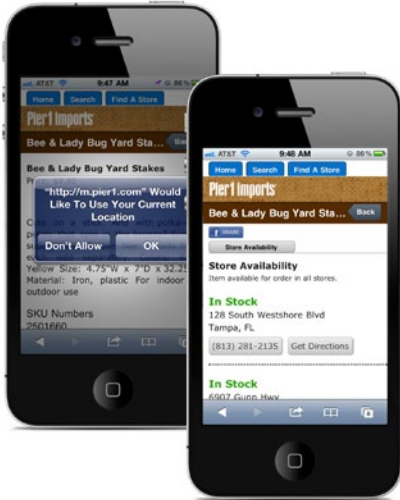 AT&T 9:47 AM 86%
Home Search Find A Store
Pier1 imports
Bee & Lady Bug Yard Sta...
Bee & Lady Bug Yard Stakes
"http://m.pier1.com" Would
Like To Use Your Current
Location
Don't Allow OK
Yellow Size: 4.75"W x 7"D x 32.25
Material: Iron, plastic For indoor
outdoor use
SKU Numbers
2501660
AT&T 9:48 AM 86%
Home Search Find A Store
Pier1 imports
Bee & Lady Bug Yard Sta... Back
f SHARE
Store Availability
Store Availability
Item available for order in all stores.
In Stock
128 South Westshore Blvd
Tampa, FL
(813) 281-2135 Get Directions
In Stock
6907 Gunn Hwy